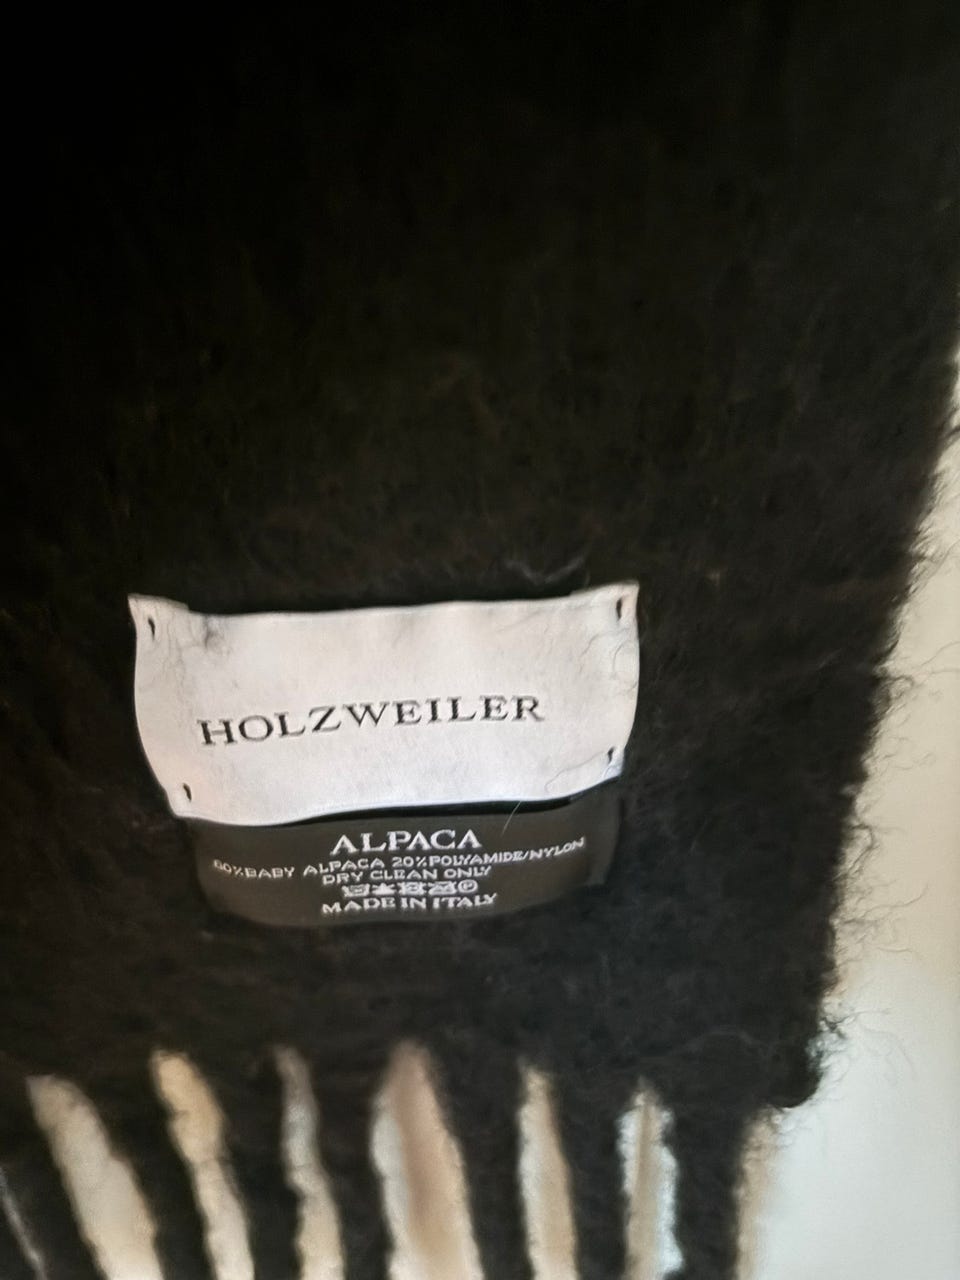 HOLZWEILER
ALPACA
80%BABY ALPACA 20%POLYAMIDE/NYLON
DRY CLEAN ONLY
MADE IN ITALY